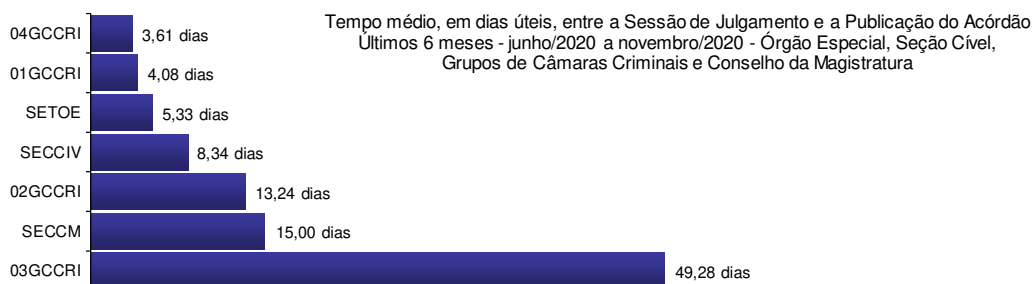 Tempo médio, em dias úteis, entre a Sessão de Julgamento e a Publicação do Acórdão
Últimos 6 meses - junho/2020 a novembro/2020 - Órgão Especial, Seção Cível,
Grupos de Câmaras Criminais e Conselho da Magistratura
04GCCRI 3,61 dias
01GCCRI 4,08 dias
SETOE 5,33 dias
SECCIV 8,34 dias
02GCCRI 13,24 dias
SECCM 15,00 dias
03GCCRI 49,28 dias